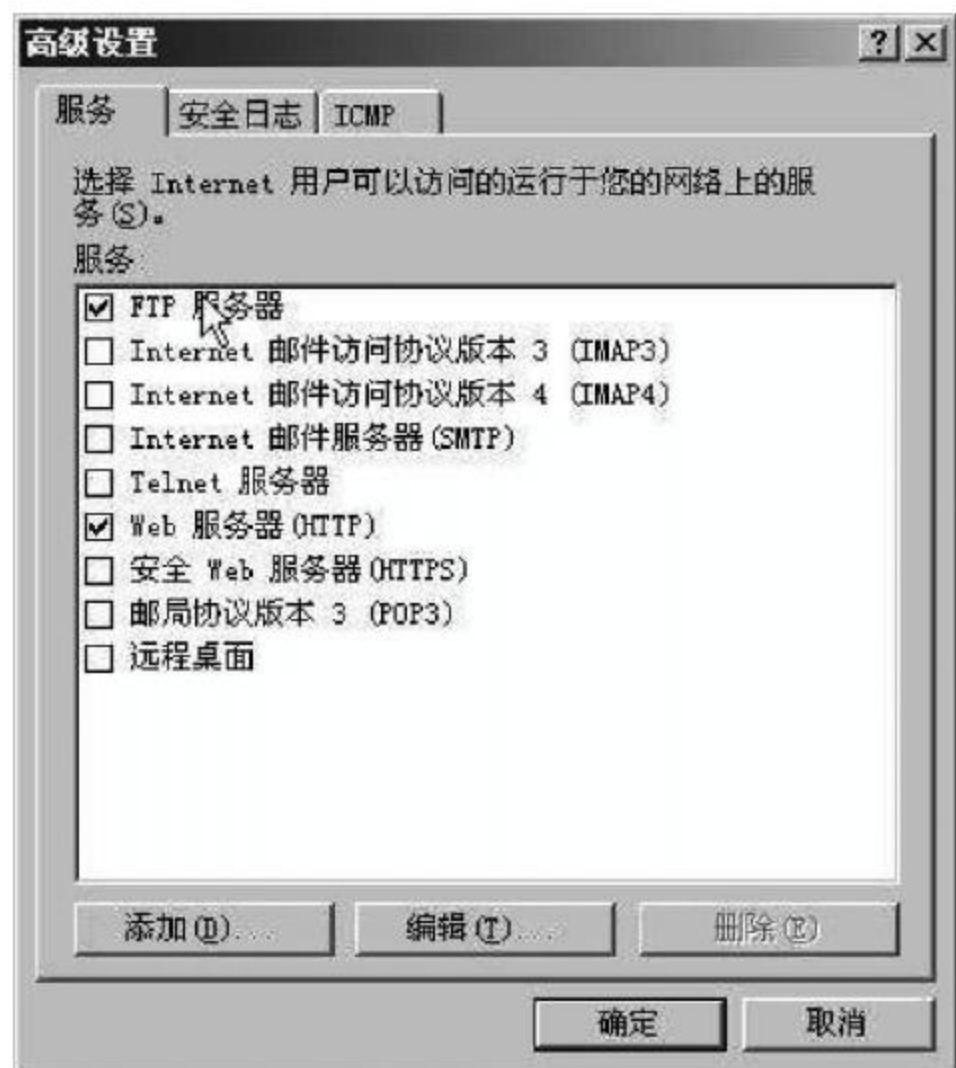 高级设置
服务
安全日志
ICMP
选择 Internet 用户可以访问的运行于您的网络上的服
务(S)。
服务:
FTP 服务器
Internet 邮件访问协议版本 3 (IMAP3)
Internet 邮件访问协议版本 4 (IMAP4)
Internet 邮件服务器(SMTP)
Telnet 服务器
Web 服务器(HTTP)
安全 Web 服务器(HTTPS)
邮局协议版本 3 (POP3)
远程桌面
添加(D)...
编辑(T)...
删除(E)
确定
取消